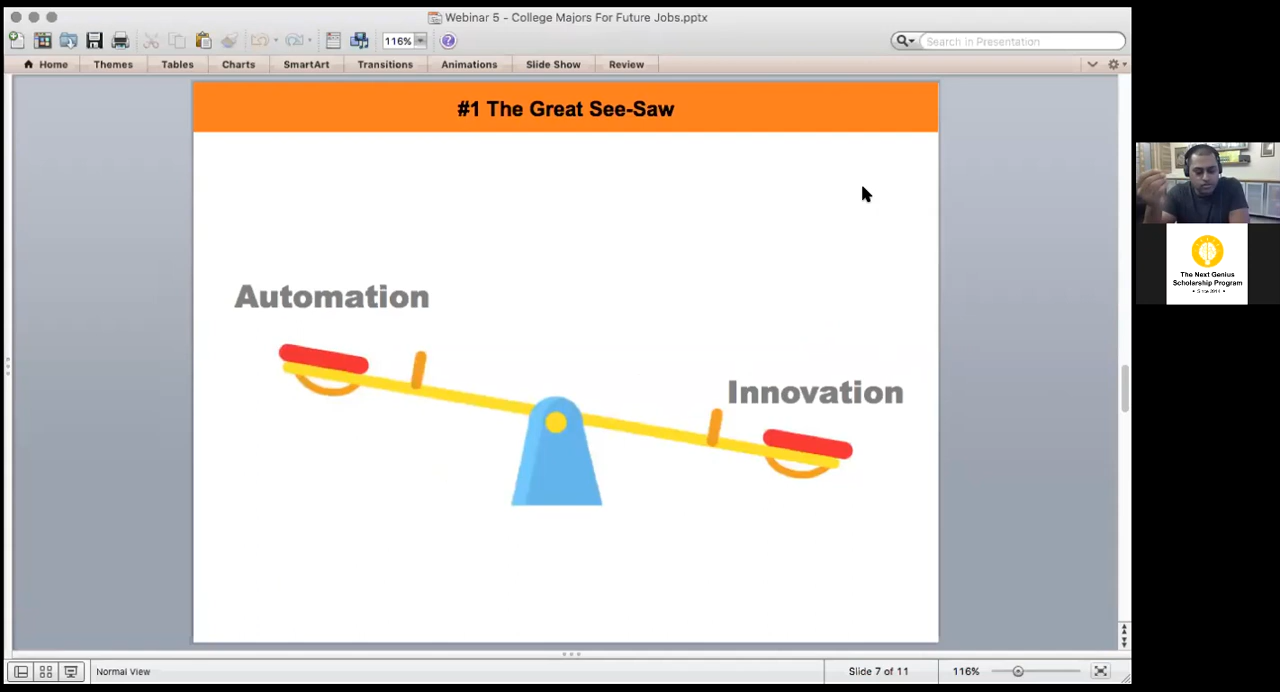 Webinar 5 - College Majors For Future Jobs.pptx
116%
Search in Presentation
Home Themes Tables Charts SmartArt Transitions Animations Slide Show Review
#1 The Great See-Saw
Automation
Innovation
The Next Genius
Scholarship Program
Normal View
Slide 7 of 11
116%